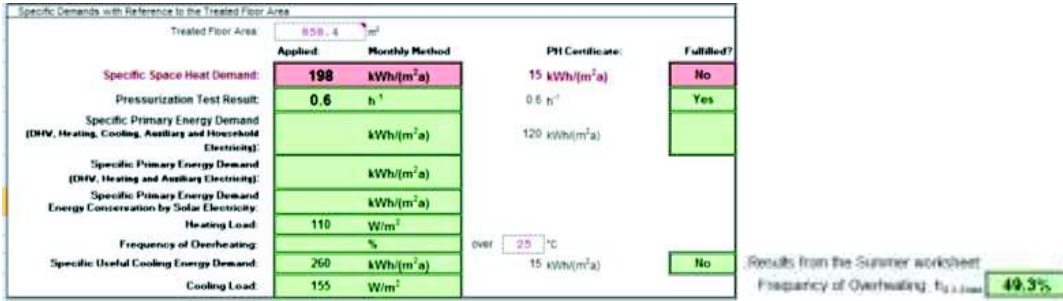 Specific Demands with Reference to the Treated Floor Area
Treated Floor Area: 858.4 m²
Applied: Monthly Method PH Certificate: Fulfilled?
Specific Space Heat Demand: 198 kWh/(m²a) 15 kWh/(m²a) No
Pressurization Test Result: 0.6 h⁻¹ 0.6 h⁻¹ Yes
Specific Primary Energy Demand
(DHW, Heating, Cooling, Auxiliary and Household Electricity): kWh/(m²a) 120 kWh/(m²a)
Specific Primary Energy Demand
(DHW, Heating and Auxiliary Electricity): kWh/(m²a)
Specific Primary Energy Demand
Energy Conservation by Solar Electricity: kWh/(m²a)
Heating Load: 110 W/m²
Frequency of Overheating: % over 25 °C
Specific Useful Cooling Energy Demand: 260 kWh/(m²a) 15 kWh/(m²a) No
Cooling Load: 155 W/m²
Results from the Summer worksheet
Frequency of Overheating 49.3%